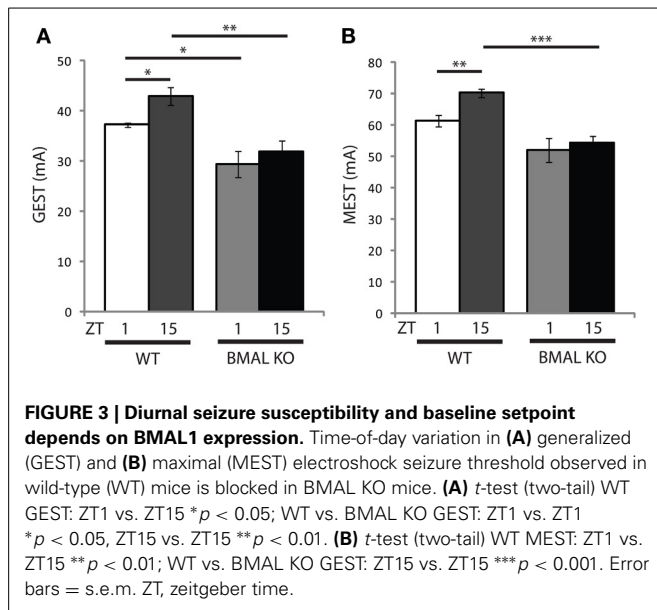 A
**
*
*
GEST (mA)
50
40
30
20
10
0
ZT 1 15 1 15
WT BMAL KO
B
***
**
MEST (mA)
80
70
60
50
40
30
20
10
0
ZT 1 15 1 15
WT BMAL KO
FIGURE 3 | Diurnal seizure susceptibility and baseline setpoint
depends on BMAL1 expression. Time-of-day variation in (A) generalized
(GEST) and (B) maximal (MEST) electroshock seizure threshold observed in
wild-type (WT) mice is blocked in BMAL KO mice. (A) t-test (two-tail) WT
GEST: ZT1 vs. ZT15 *p < 0.05; WT vs. BMAL KO GEST: ZT1 vs. ZT1
*p < 0.05, ZT15 vs. ZT15 **p < 0.01. (B) t-test (two-tail) WT MEST: ZT1 vs.
ZT15 **p < 0.01; WT vs. BMAL KO GEST: ZT15 vs. ZT15 ***p < 0.001. Error
bars = s.e.m. ZT, zeitgeber time.